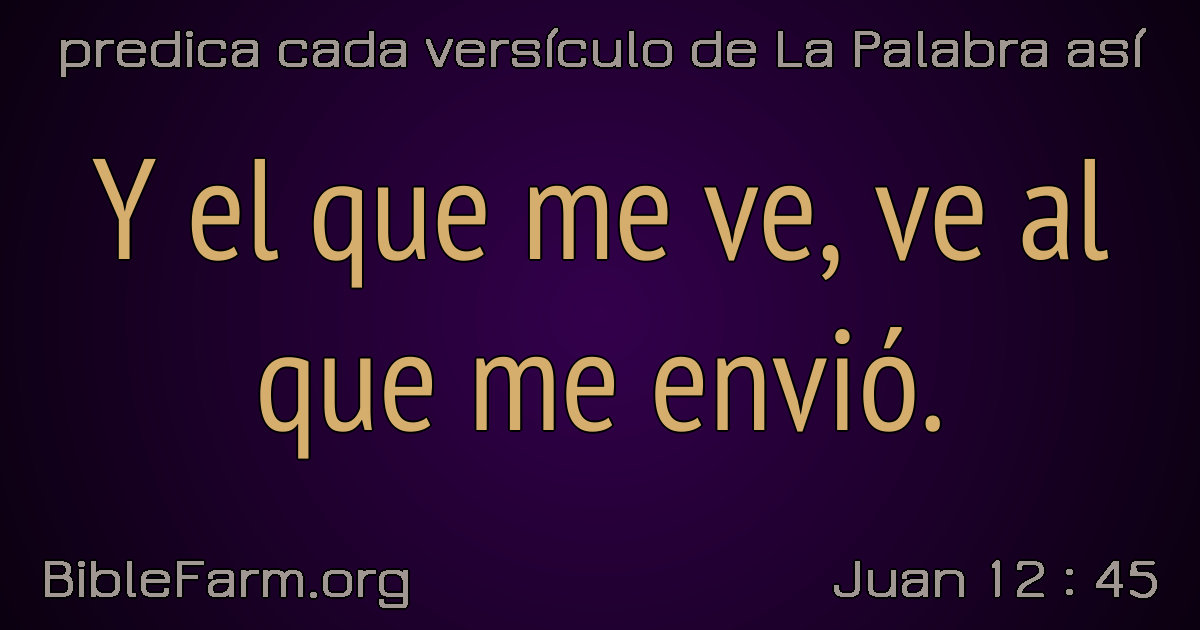 predica cada versículo de La Palabra así
Y el que me ve, ve al
que me envió.
BibleFarm.org
Juan 12 : 45